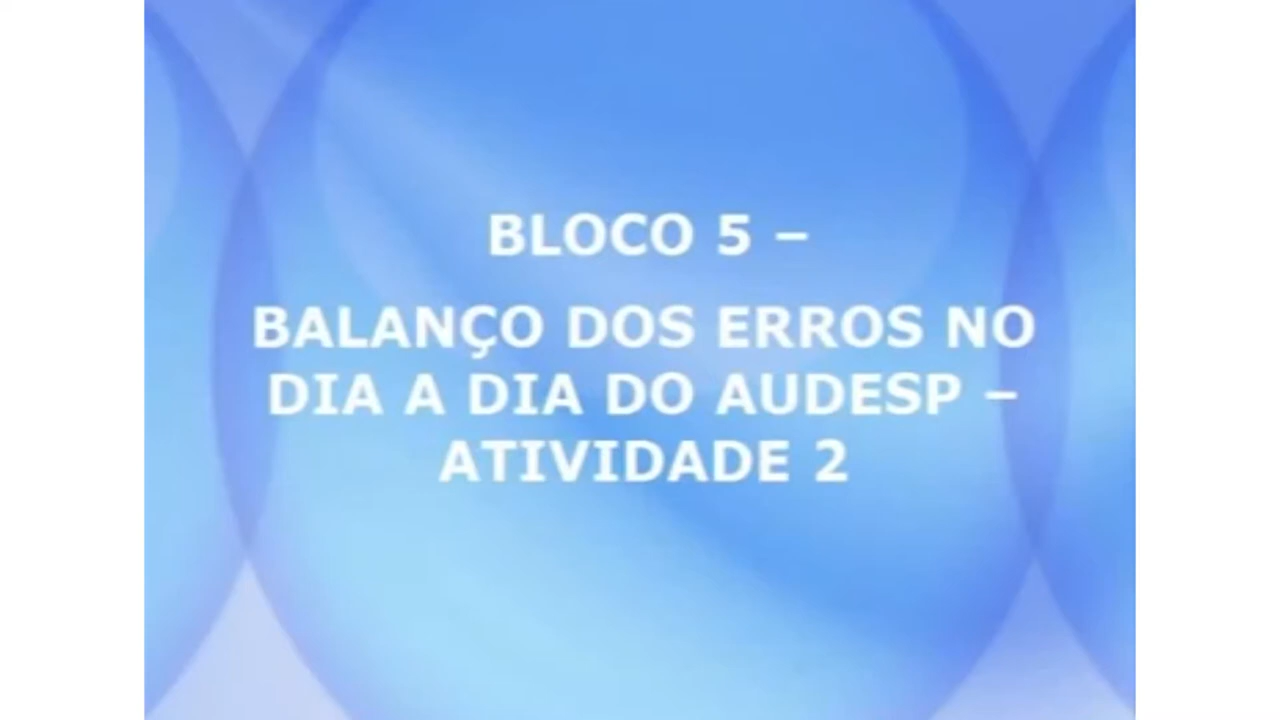 BLOCO 5 –
BALANÇO DOS ERROS NO
DIA A DIA DO AUDESP –
ATIVIDADE 2